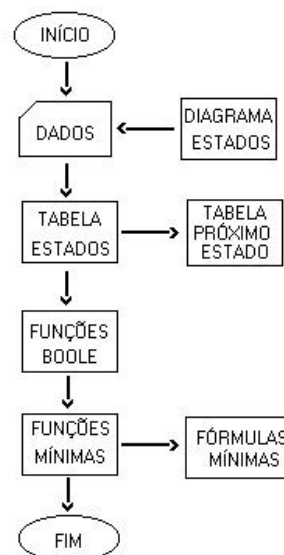 INÍCIO
DADOS
DIAGRAMA
ESTADOS
TABELA
ESTADOS
TABELA
PRÓXIMO
ESTADO
FUNÇÕES
BOOLE
FUNÇÕES
MÍNIMAS
FÓRMULAS
MÍNIMAS
FIM